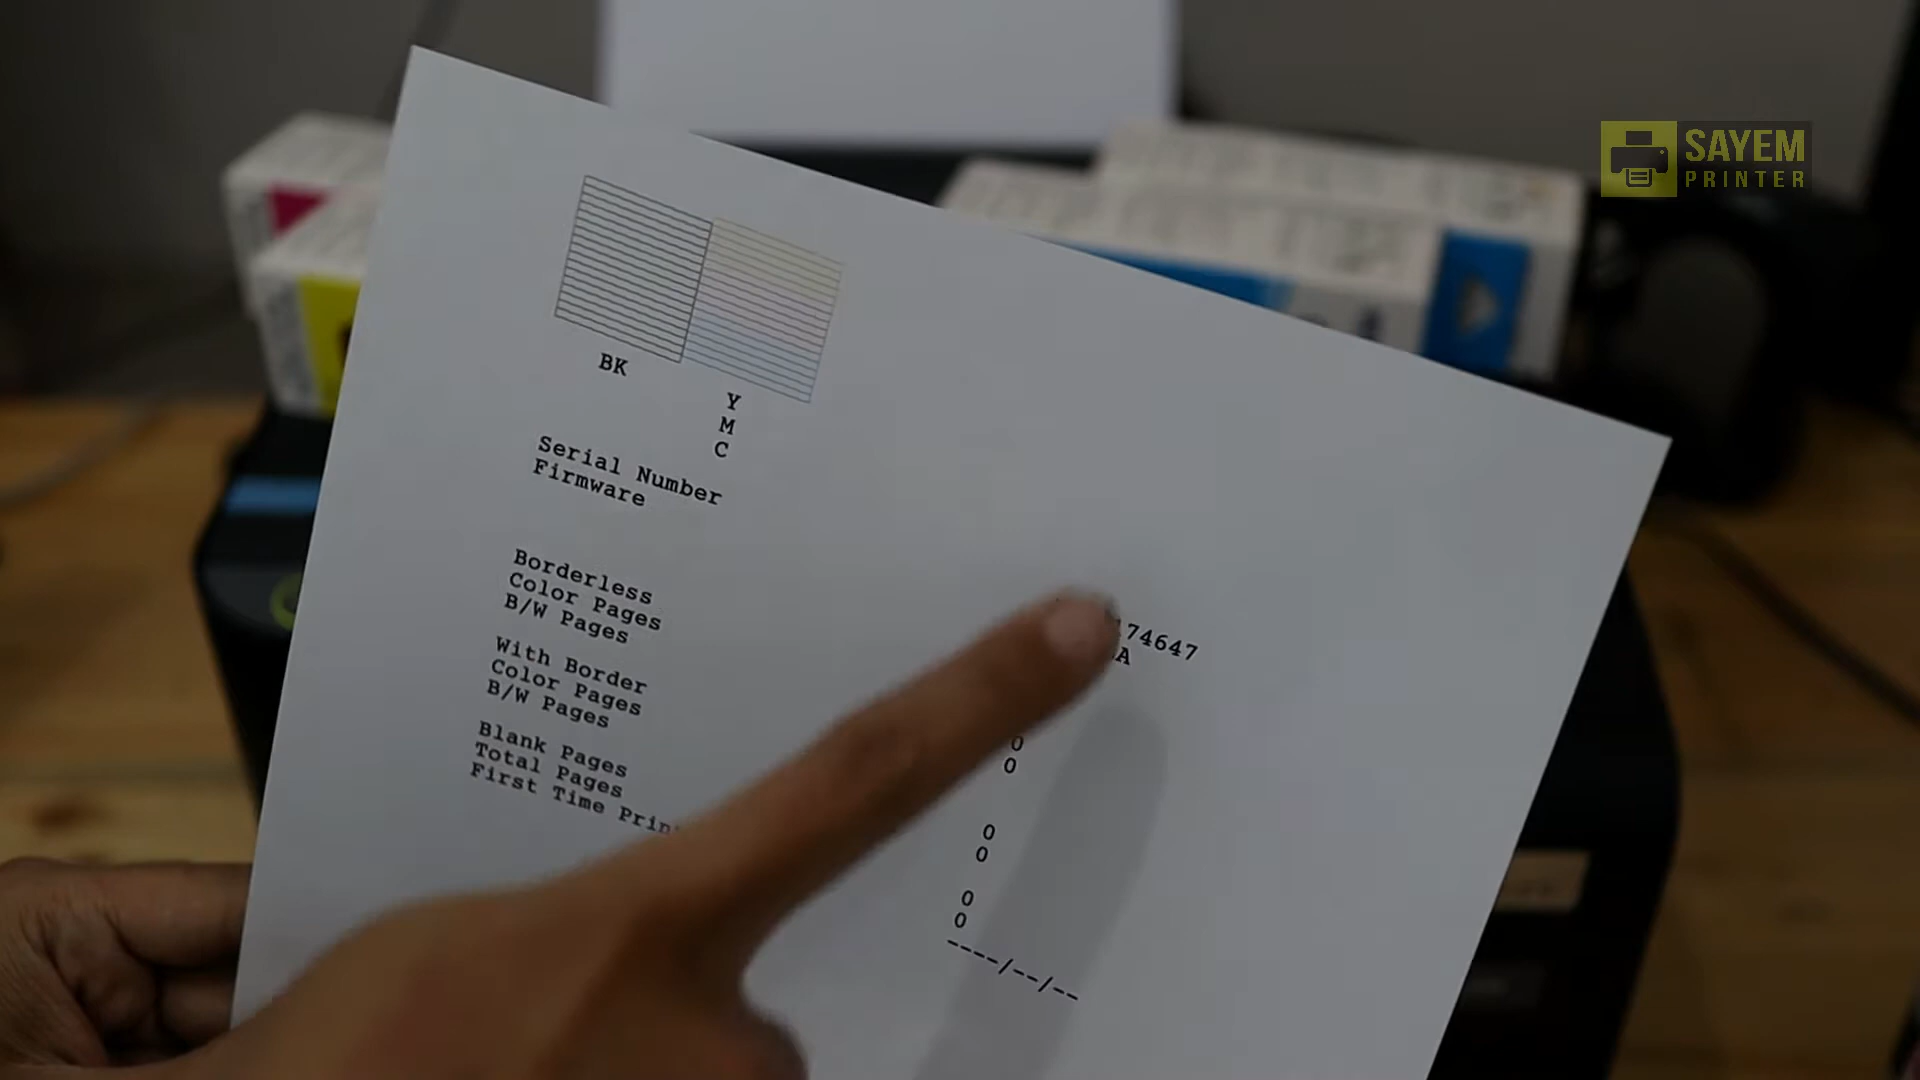 SAYEM
PRINTER
BK
Y
M
C
Serial Number
174647
Firmware
A
Borderless
Color Pages
0
B/W Pages
0
With Border
Color Pages
0
B/W Pages
0
Blank Pages
0
Total Pages
0
First Time Prin
----/--/--